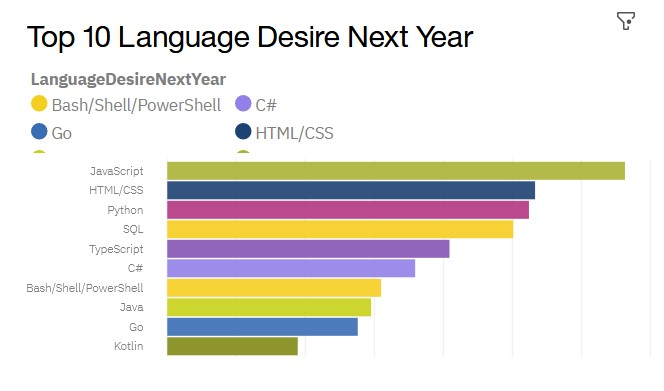 Top 10 Language Desire Next Year
LanguageDesireNextYear
Bash/Shell/PowerShell C#
Go HTML/CSS
JavaScript
HTML/CSS
Python
SQL
TypeScript
C#
Bash/Shell/PowerShell
Java
Go
Kotlin